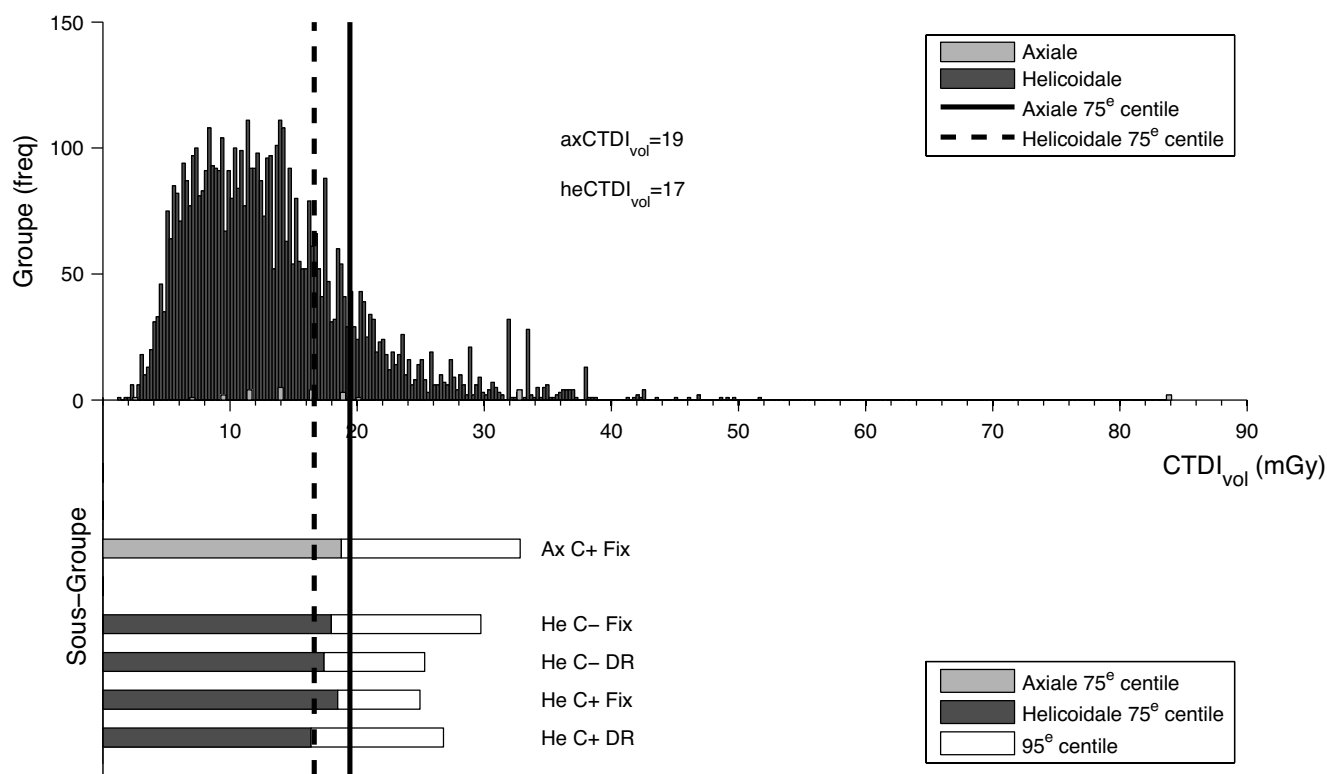 150
100
50
0
Groupe (freq)
Axiale
Helicoidale
Axiale 75e centile
Helicoidale 75e centile
axCTDIvol=19
heCTDIvol=17
10 20 30 40 50 60 70 80 90
CTDIvol (mGy)
Sous−Groupe
Ax C+ Fix
He C− Fix
He C− DR
He C+ Fix
He C+ DR
Axiale 75e centile
Helicoidale 75e centile
95e centile